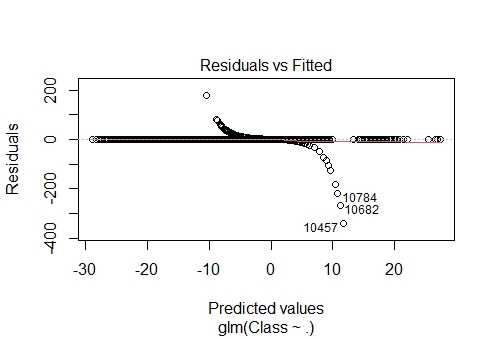 Residuals vs Fitted
Residuals
200
0
-200
-400
10784
10682
10457
-30 -20 -10 0 10 20
Predicted values
glm(Class ~ .)